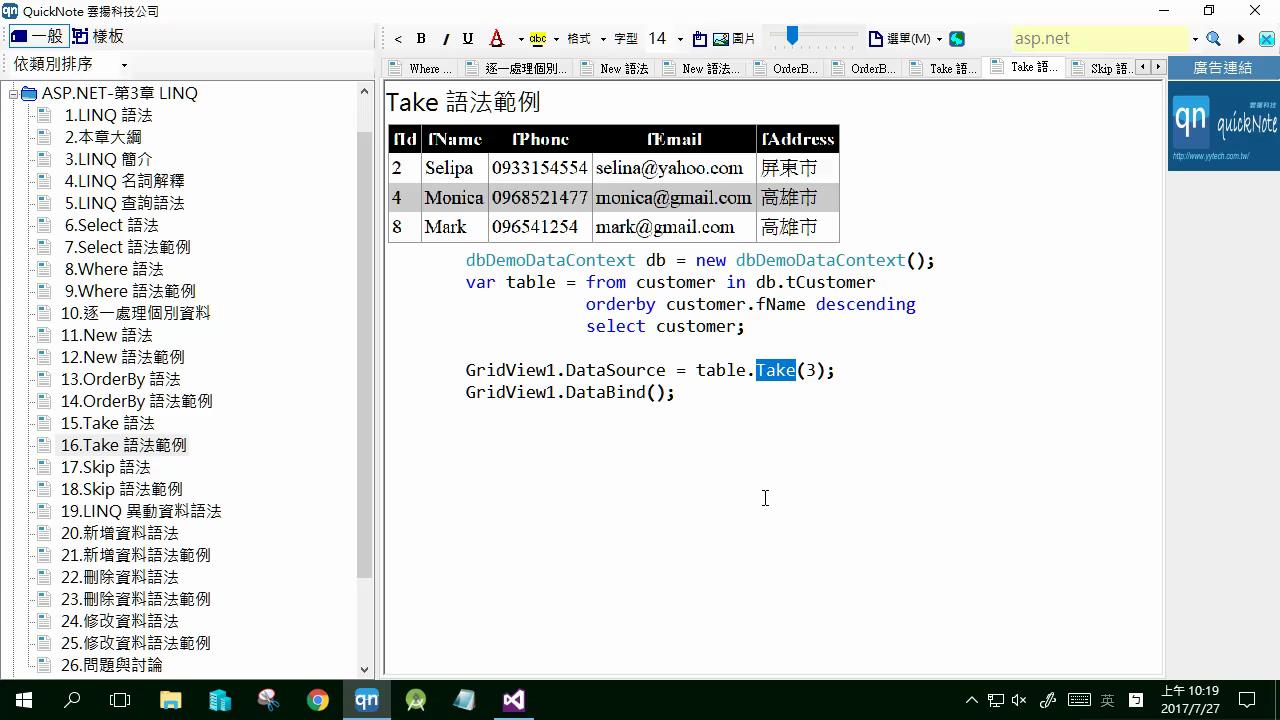 QuickNote 雲揚科技公司
一般 樣板
< B I U A abc 格式 字型 14 圖片 選單(M) asp.net
依類別排序
Where ... 逐一處理個別... New 語法 New 語法... OrderB... OrderB... Take 語... Take 語... Skip 語..
廣告連結
ASP.NET-第3章 LINQ
1.LINQ 語法
2.本章大綱
3.LINQ 簡介
4.LINQ 名詞解釋
5.LINQ 查詢語法
6.Select 語法
7.Select 語法範例
8.Where 語法
9.Where 語法範例
10.逐一處理個別資料
11.New 語法
12.New 語法範例
13.OrderBy 語法
14.OrderBy 語法範例
15.Take 語法
16.Take 語法範例
17.Skip 語法
18.Skip 語法範例
19.LINQ 異動資料語法
20.新增資料語法
21.新增資料語法範例
22.刪除資料語法
23.刪除資料語法範例
24.修改資料語法
25.修改資料語法範例
26.問題與討論
Take 語法範例
fId fName fPhone fEmail fAddress
2 Selipa 0933154554 selina@yahoo.com 屏東市
4 Monica 0968521477 monica@gmail.com 高雄市
8 Mark 096541254 mark@gmail.com 高雄市
dbDemoDataContext db = new dbDemoDataContext();
var table = from customer in db.tCustomer
orderby customer.fName descending
select customer;
GridView1.DataSource = table.Take(3);
GridView1.DataBind();
雲揚科技
qn quickNote
http://www.yytech.com.tw/
qn
英
上午 10:19
2017/7/27